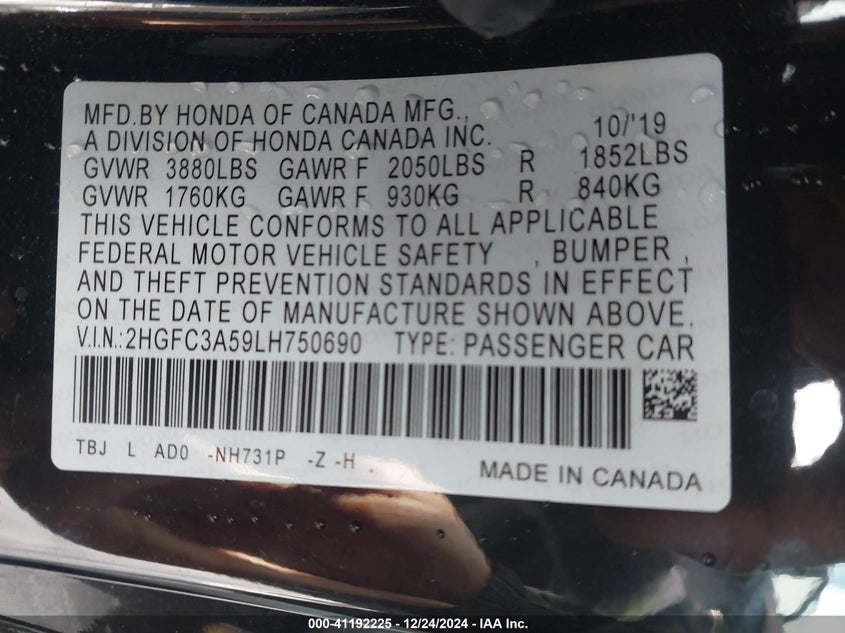 MFD.BY HONDA OF CANADA MFG.,
A DIVISION OF HONDA CANADA INC. 10/'19
GVWR 3880LBS GAWR F 2050LBS R 1852LBS
GVWR 1760KG GAWR F 930KG R 840KG
THIS VEHICLE CONFORMS TO ALL APPLICABLE
FEDERAL MOTOR VEHICLE SAFETY , BUMPER ,
AND THEFT PREVENTION STANDARDS IN EFFECT
ON THE DATE OF MANUFACTURE SHOWN ABOVE.
V.I.N.:2HGFC3A59LH750690 TYPE: PASSENGER CAR
TBJ L AD0 -NH731P -Z -H
MADE IN CANADA
000-41192225 - 12/24/2024 - IAA Inc.